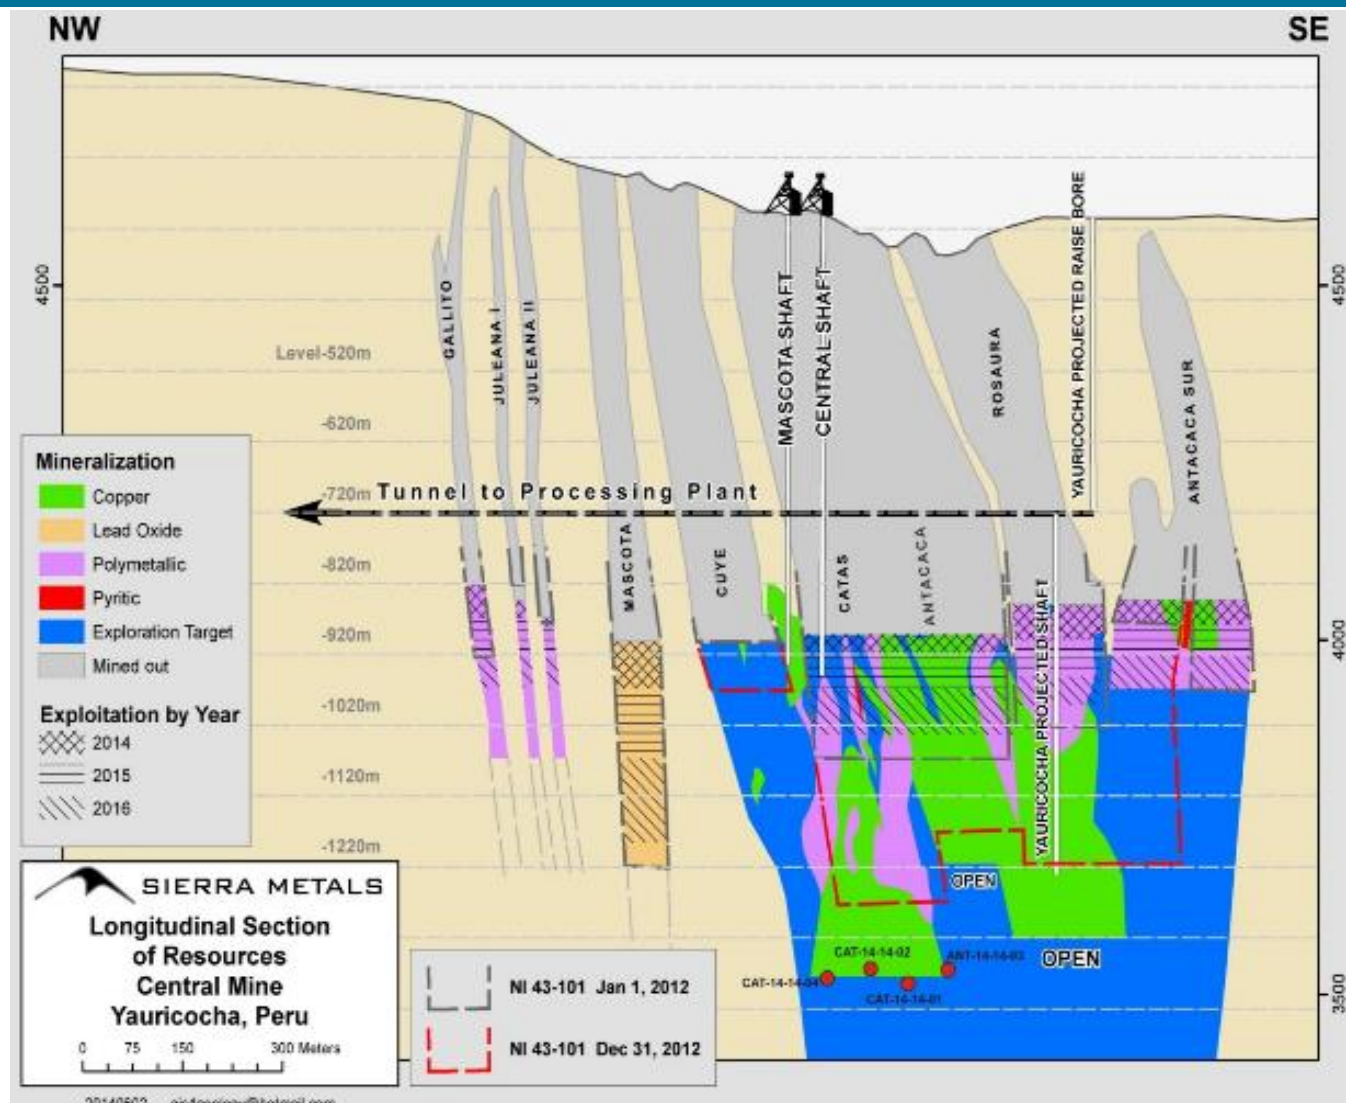 NW
SE
4500
4500
GALLITO
JULEANA I
JULEANA II
MASCOTA SHAFT
CENTRAL SHAFT
ROSAURA
YAURICOCHA PROJECTED RAISE BORE
ANTACACA SUR
Level-520m
-620m
-720m
Tunnel to Processing Plant
-820m
-920m
-1020m
-1120m
-1220m
MASCOTA
CUYE
CATAS
ANTACACA
YAURICOCHA PROJECTED SHAFT
4000
3500
Mineralization
Copper
Lead Oxide
Polymetallic
Pyritic
Exploration Target
Mined out
Exploitation by Year
2014
2015
2016
OPEN
OPEN
CAT-14-14-02
ANT-14-14-03
CAT-14-14-04
CAT-14-14-01
SIERRA METALS
Longitudinal Section
of Resources
Central Mine
Yauricocha, Peru
0 75 150 300 Meters
NI 43-101 Jan 1, 2012
NI 43-101 Dec 31, 2012